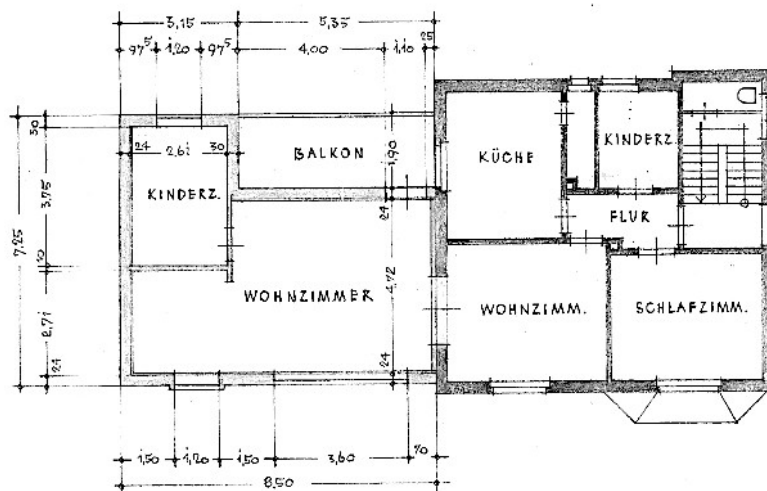 3,15 5,35
25
97⁵ 1,20 97⁵ 4,00 1,10
30
24 2,61 30
BALKON
1,90
KÜCHE
KINDERZ.
KINDERZ.
3,75
24
7,25
FLUR
10
WOHNZIMMER
4,72
WOHNZIMM.
SCHLAFZIMM.
2,71
24
24
1,50 1,20 1,50 3,60 70
8,50